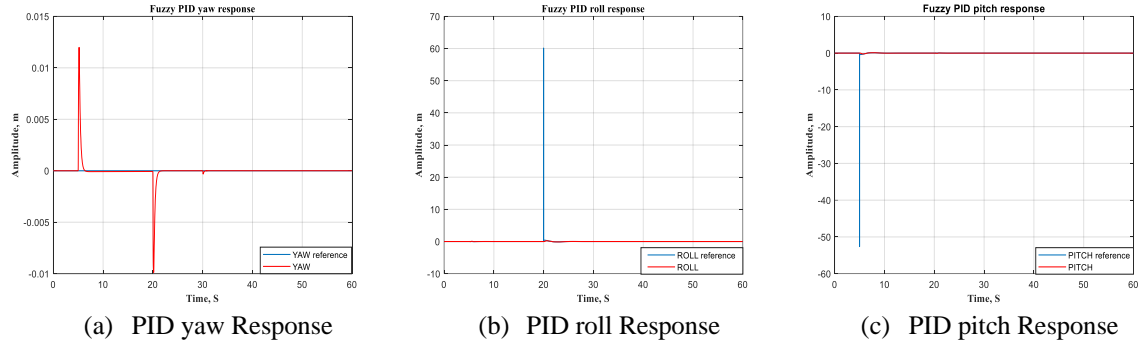 Fuzzy PID yaw response
0.015
0.01
0.005
0
-0.005
-0.01
Amplitude, m
0 10 20 30 40 50 60
Time, S
YAW reference
YAW
(a) PID yaw Response
Fuzzy PID roll response
70
60
50
40
30
20
10
0
-10
Amplitude, m
0 10 20 30 40 50 60
Time, S
ROLL reference
ROLL
(b) PID roll Response
Fuzzy PID pitch response
10
0
-10
-20
-30
-40
-50
-60
Amplitude, m
0 10 20 30 40 50 60
Time, S
PITCH reference
PITCH
(c) PID pitch Response